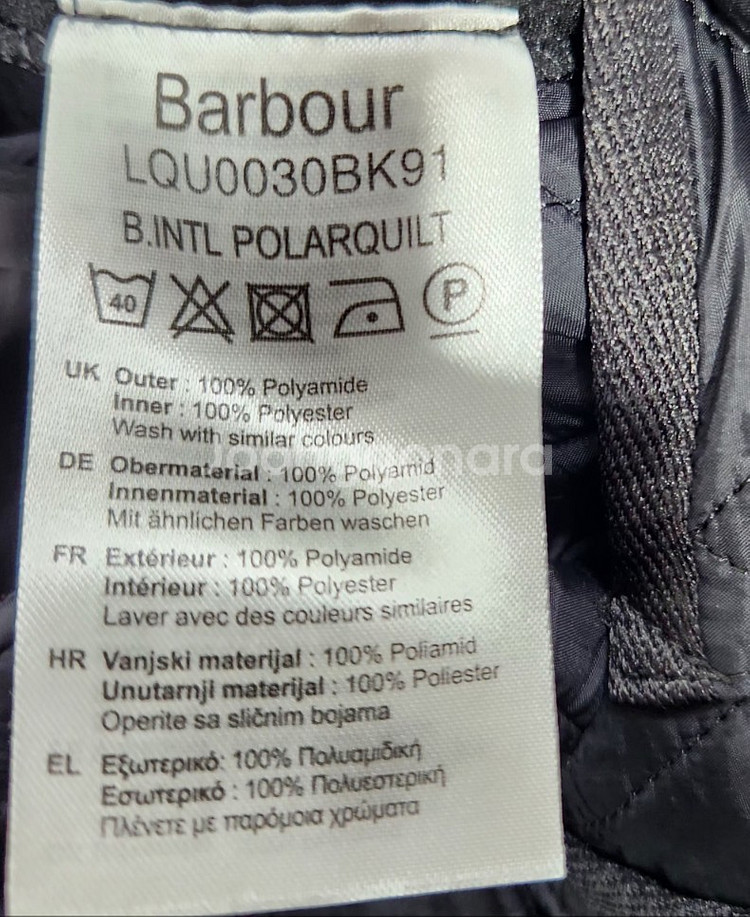 Barbour
LQU0030BK91
B.INTL POLARQUILT
40
P
UK Outer : 100% Polyamide
Inner : 100% Polyester
Wash with similar colours
DE Obermaterial : 100% Polyamid
Innenmaterial : 100% Polyester
Mit ähnlichen Farben waschen
FR Extérieur : 100% Polyamide
Intérieur : 100% Polyester
Laver avec des couleurs similaires
HR Vanjski materijal : 100% Poliamid
Unutarnji materijal : 100% Poliester
Operite sa sličnim bojama
EL Εξωτερικό: 100% Πολυαμιδική
Εσωτερικό : 100% Πολυεστερική
Πλένετε με παρόμοια χρώματα